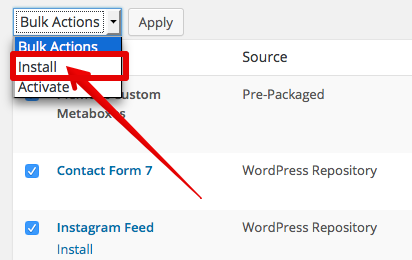 Bulk Actions Apply
Bulk Actions
Install
Activate
Source
Custom Pre-Packaged
Metaboxes
Contact Form 7 WordPress Repository
Instagram Feed WordPress Repository
Install